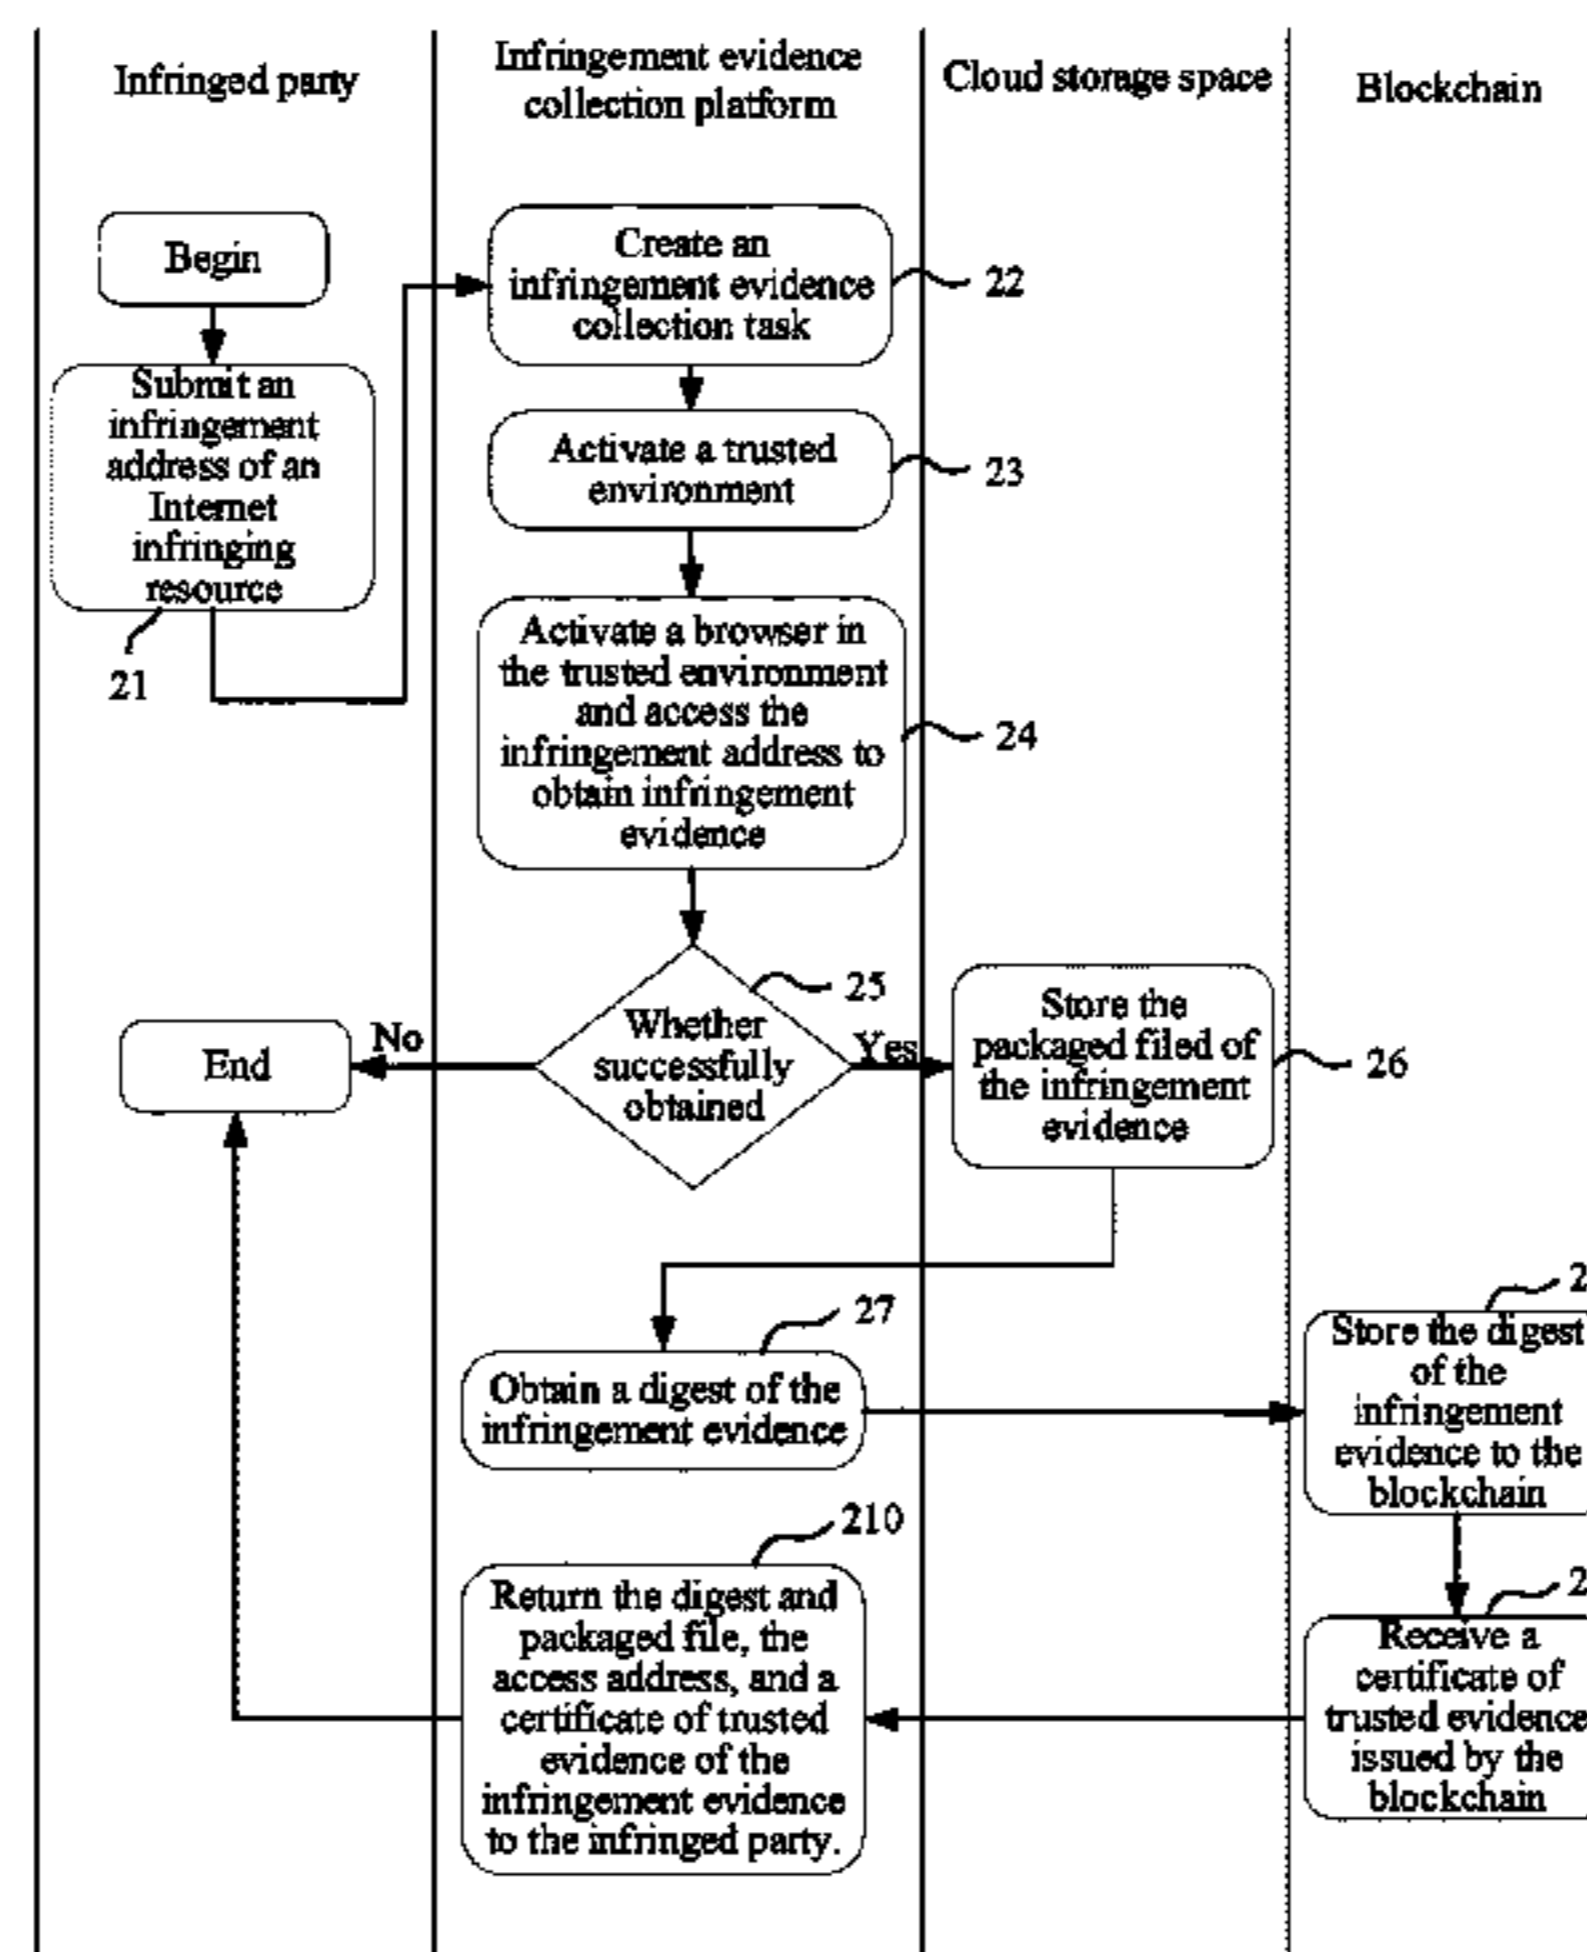 Infringed party
Infringement evidence
collection platform
Cloud storage space
Blockchain
Begin
Submit an
infringement
address of an
Internet
infringing
resource
21
Create an
infringement evidence
collection task
22
Activate a trusted
environment
23
Activate a browser in
the trusted environment
and access the
infringement address to
obtain infringement
evidence
24
Whether
successfully
obtained
25
No
End
Yes
Store the
packaged filed of
the infringement
evidence
26
Obtain a digest of the
infringement evidence
27
Store the digest
of the
infringement
evidence to the
blockchain
2
Receive a
certificate of
trusted evidence
issued by the
blockchain
2
Return the digest and
packaged file, the
access address, and a
certificate of trusted
evidence of the
infringement evidence
to the infringed party.
210